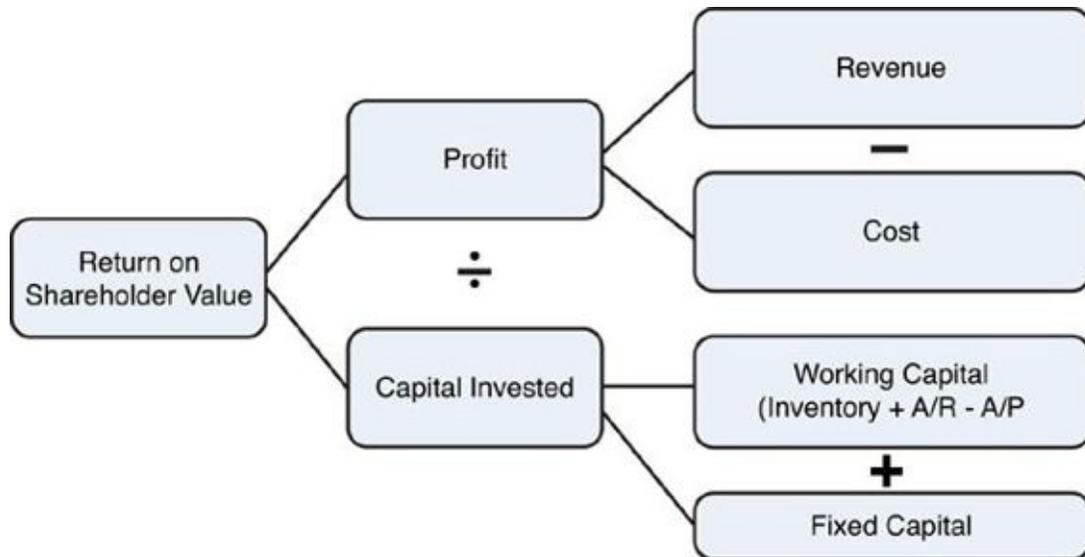 Revenue
−
Profit
Cost
÷
Return on
Shareholder Value
Capital Invested
Working Capital
(Inventory + A/R - A/P
+
Fixed Capital